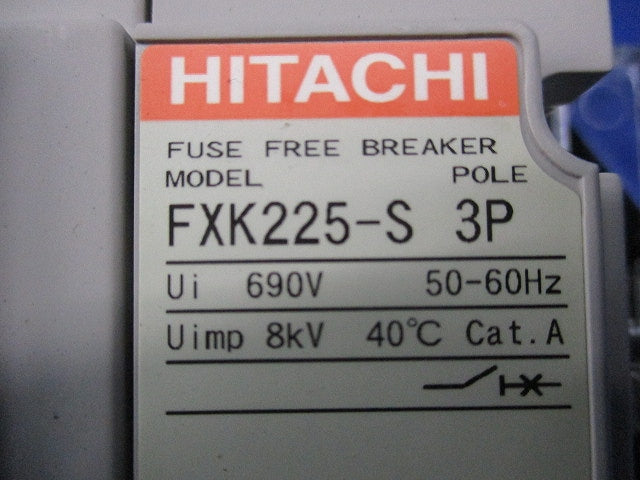 HITACHI
FUSE FREE BREAKER
MODEL POLE
FXK225-S 3P
Ui 690V 50-60Hz
Uimp 8kV 40℃ Cat.A